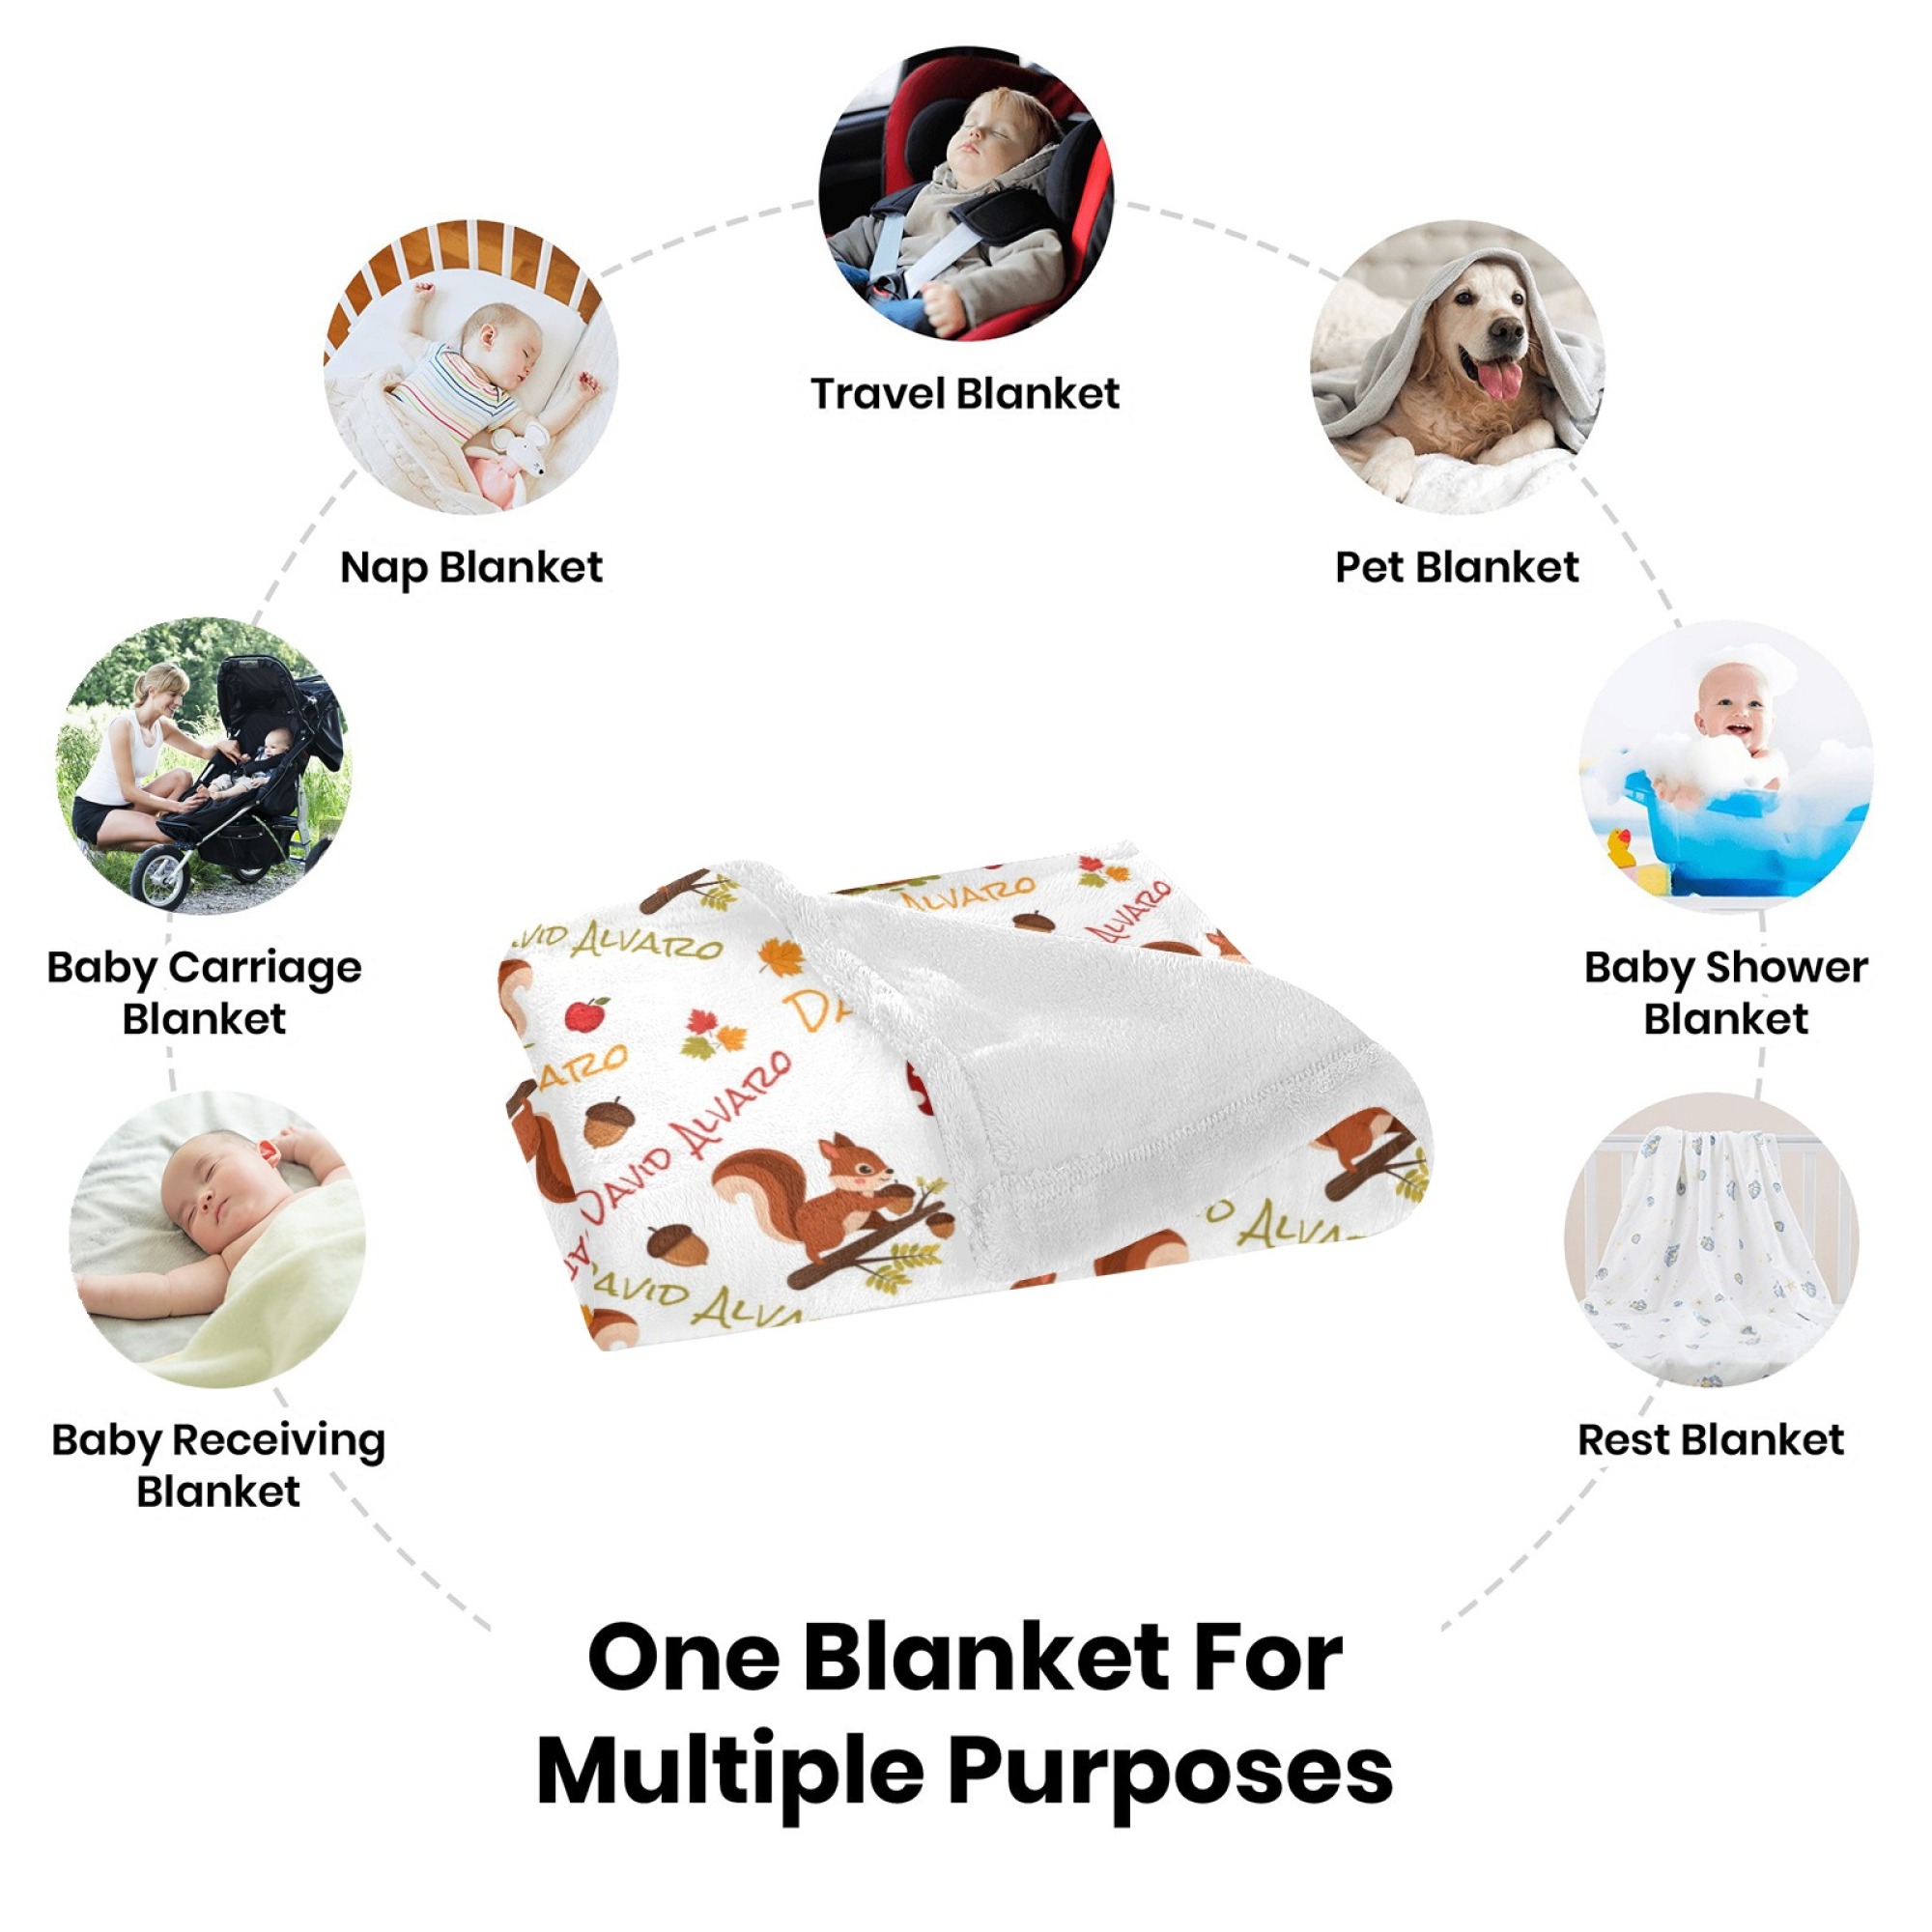 Travel Blanket
Nap Blanket
Pet Blanket
Baby Carriage
Blanket
Baby Shower
Blanket
Baby Receiving
Blanket
Rest Blanket
VID ALVARO
ALVARO
ALVARO
DA
ARO
DAVID ALVARO
DAVID ALVA
D ALVA
One Blanket For
Multiple Purposes